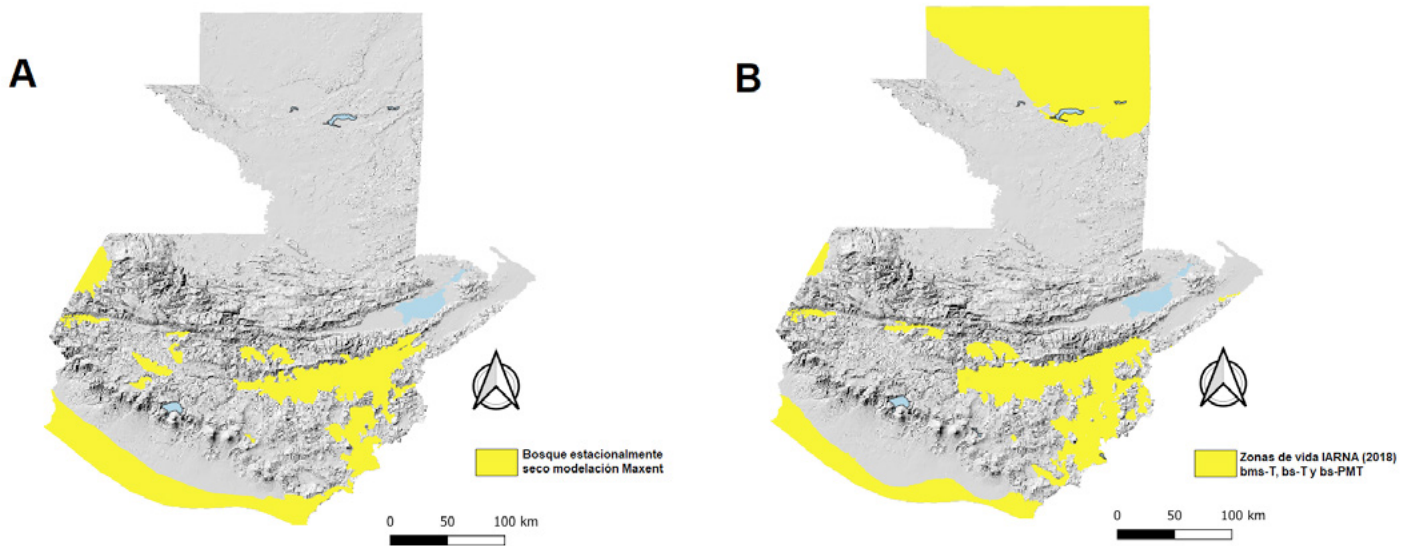 A
Bosque estacionalmente
seco modelación Maxent
0 50 100 km
B
Zonas de vida IARNA (2018)
bms-T, bs-T y bs-PMT
0 50 100 km